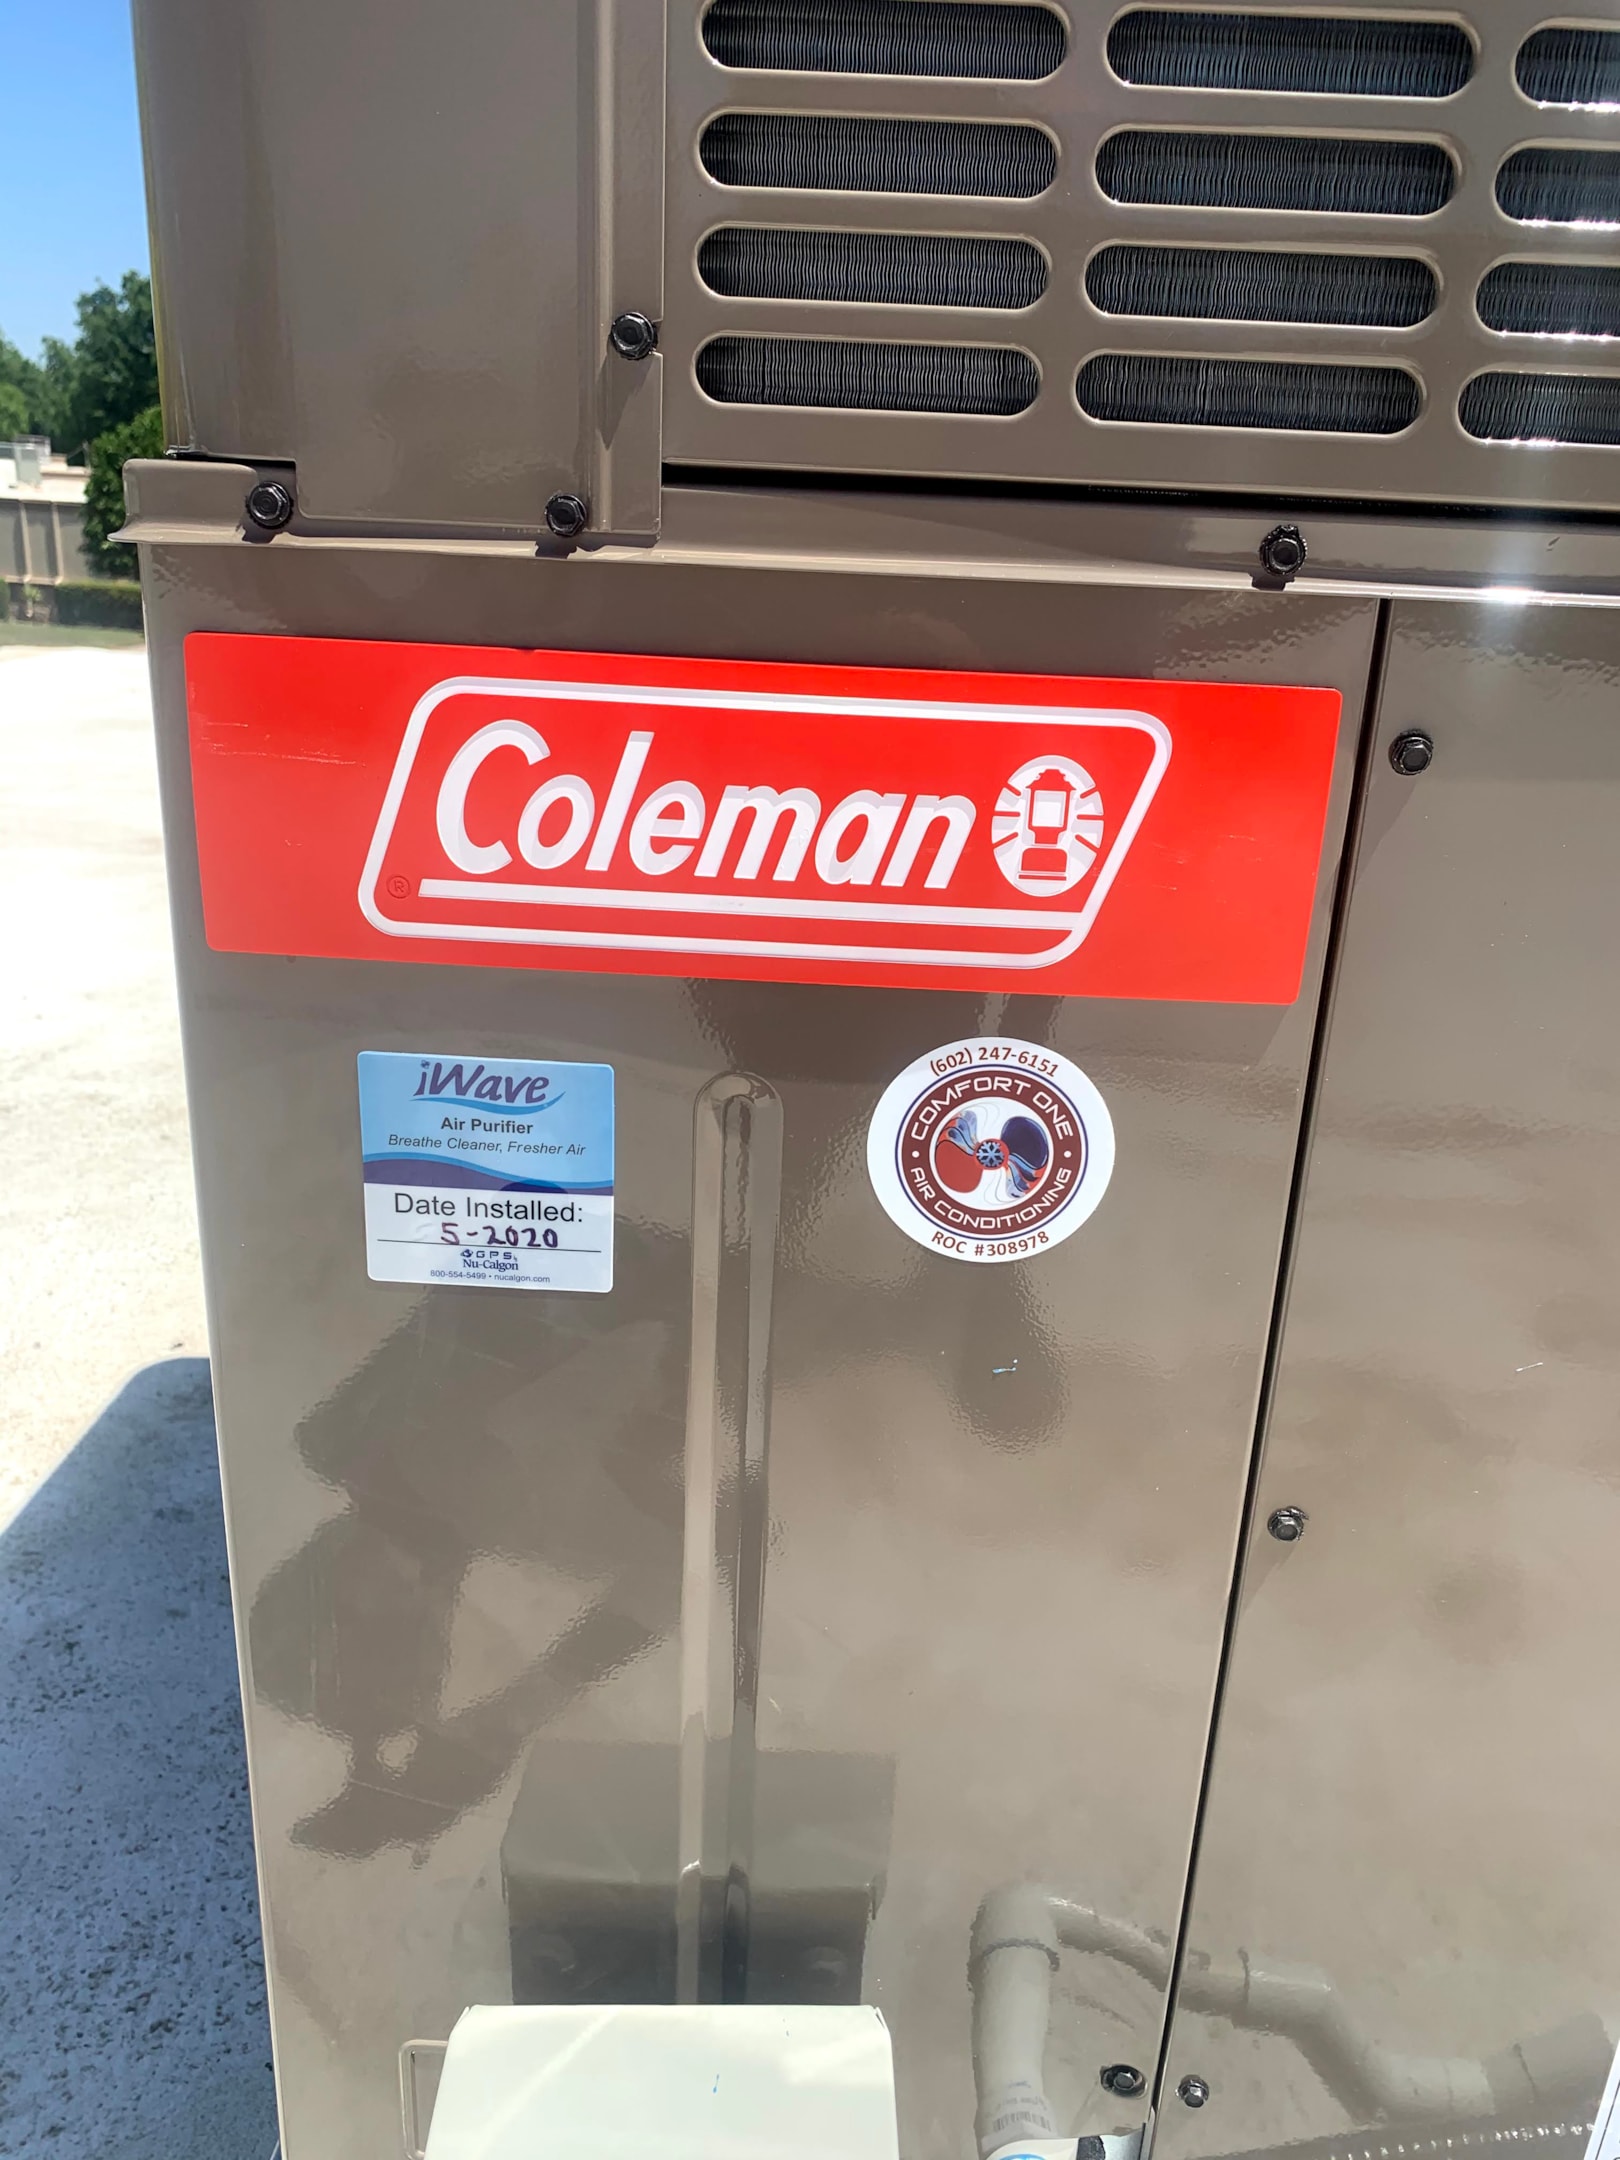 Coleman
®
iWave
Air Purifier
Breathe Cleaner, Fresher Air
Date Installed:
5-2020
GPS
Nu-Calgon
800-554-5499 • nucalgon.com
(602) 247-6151
COMFORT ONE
• AIR CONDITIONING •
ROC #308978